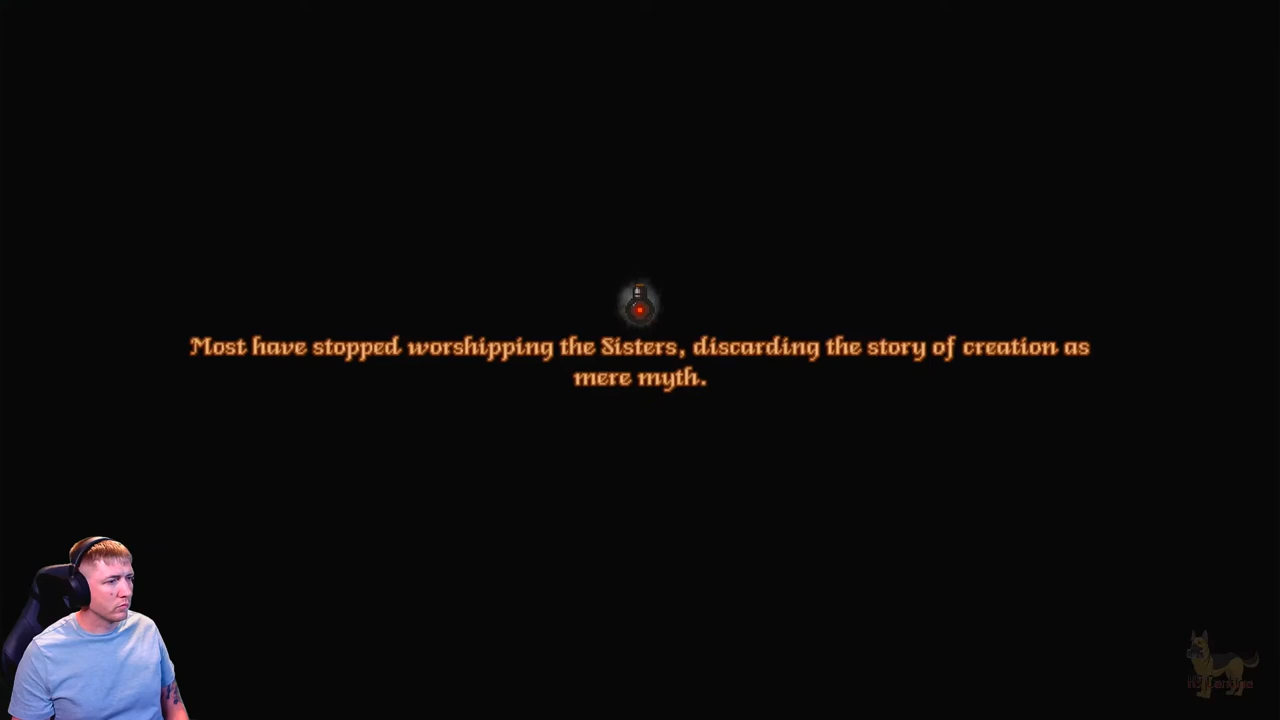 Most have stopped worshipping the Sisters, discarding the story of creation as
mere myth.